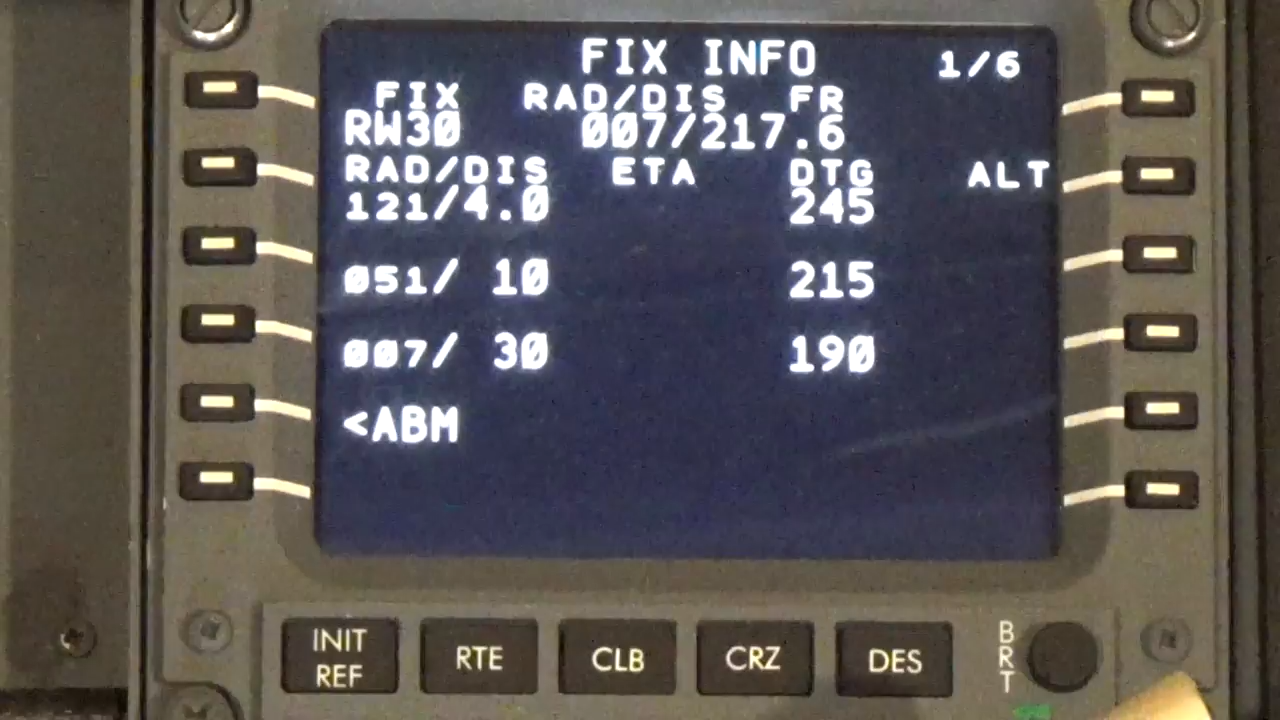 FIX INFO 1/6
FIX RAD/DIS FR
RW30 007/217.6
RAD/DIS ETA DTG ALT
121/4.0 245
051/ 10 215
007/ 30 190
<ABM
INIT REF RTE CLB CRZ DES BRT